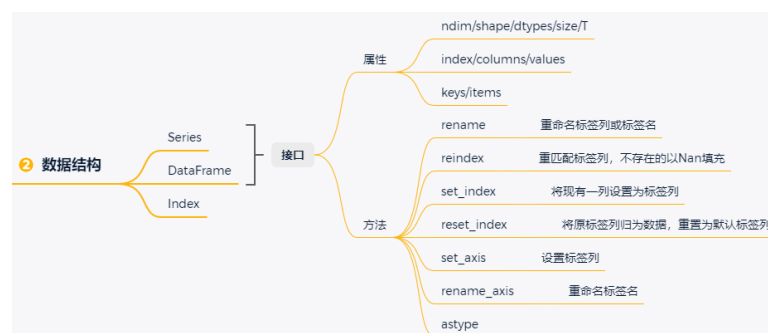 ❷ 数据结构
Series
DataFrame
Index
接口
属性
ndim/shape/dtypes/size/T
index/columns/values
keys/items
方法
rename 重命名标签列或标签名
reindex 重匹配标签列，不存在的以Nan填充
set_index 将现有一列设置为标签列
reset_index 将原标签列归为数据，重置为默认标签列
set_axis 设置标签列
rename_axis 重命名标签名
astype